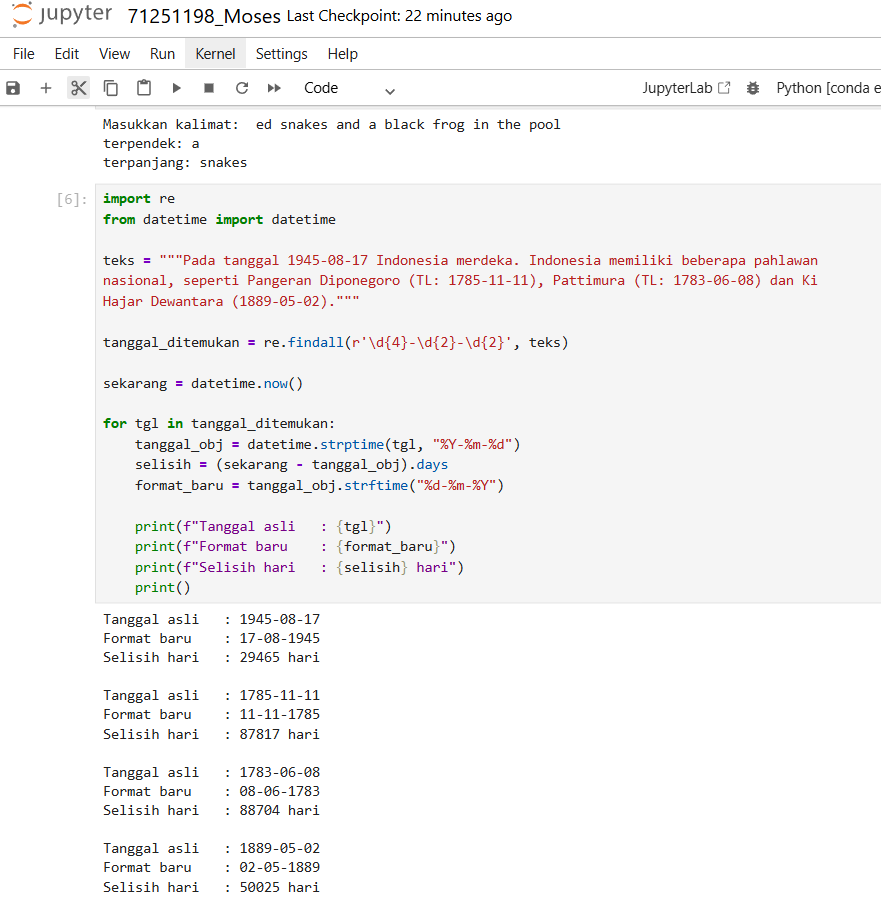 jupyter 71251198_Moses Last Checkpoint: 22 minutes ago
File Edit View Run Kernel Settings Help
Code JupyterLab Python [conda e
Masukkan kalimat:  ed snakes and a black frog in the pool
terpendek: a
terpanjang: snakes
[6]: import re
from datetime import datetime
teks = """Pada tanggal 1945-08-17 Indonesia merdeka. Indonesia memiliki beberapa pahlawan
nasional, seperti Pangeran Diponegoro (TL: 1785-11-11), Pattimura (TL: 1783-06-08) dan Ki
Hajar Dewantara (1889-05-02)."""
tanggal_ditemukan = re.findall(r'\d{4}-\d{2}-\d{2}', teks)
sekarang = datetime.now()
for tgl in tanggal_ditemukan:
    tanggal_obj = datetime.strptime(tgl, "%Y-%m-%d")
    selisih = (sekarang - tanggal_obj).days
    format_baru = tanggal_obj.strftime("%d-%m-%Y")
    print(f"Tanggal asli   : {tgl}")
    print(f"Format baru    : {format_baru}")
    print(f"Selisih hari   : {selisih} hari")
    print()
Tanggal asli   : 1945-08-17
Format baru    : 17-08-1945
Selisih hari   : 29465 hari
Tanggal asli   : 1785-11-11
Format baru    : 11-11-1785
Selisih hari   : 87817 hari
Tanggal asli   : 1783-06-08
Format baru    : 08-06-1783
Selisih hari   : 88704 hari
Tanggal asli   : 1889-05-02
Format baru    : 02-05-1889
Selisih hari   : 50025 hari